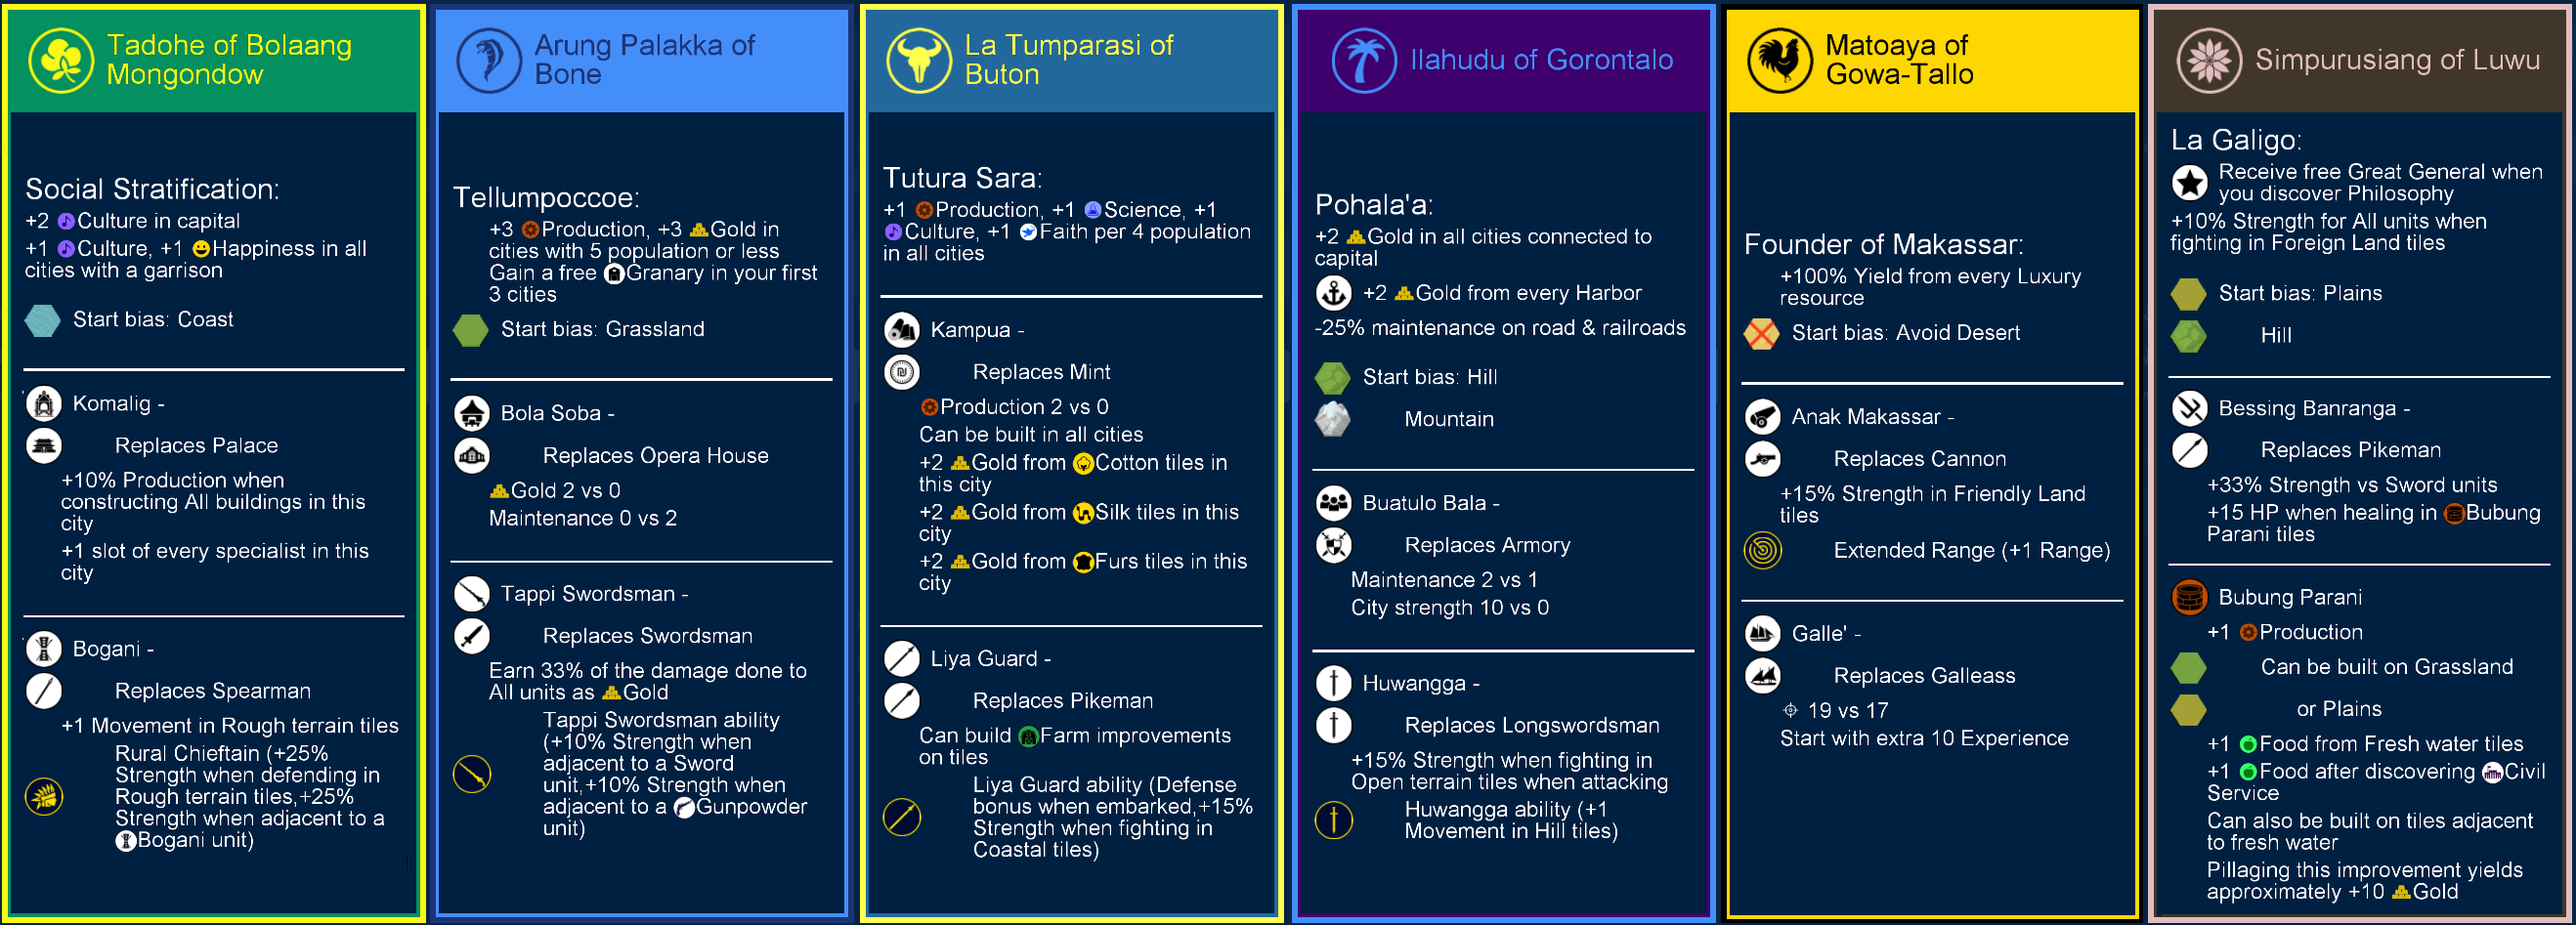 Tadohe of Bolaang
Mongondow
Social Stratification:
+2 Culture in capital
+1 Culture, +1 Happiness in all
cities with a garrison
Start bias: Coast
Komalig -
Replaces Palace
+10% Production when
constructing All buildings in this
city
+1 slot of every specialist in this
city
Bogani -
Replaces Spearman
+1 Movement in Rough terrain tiles
Rural Chieftain (+25%
Strength when defending in
Rough terrain tiles,+25%
Strength when adjacent to a
Bogani unit)
Arung Palakka of
Bone
Tellumpoccoe:
+3 Production, +3 Gold in
cities with 5 population or less
Gain a free Granary in your first
3 cities
Start bias: Grassland
Bola Soba -
Replaces Opera House
Gold 2 vs 0
Maintenance 0 vs 2
Tappi Swordsman -
Replaces Swordsman
Earn 33% of the damage done to
All units as Gold
Tappi Swordsman ability
(+10% Strength when
adjacent to a Sword
unit,+10% Strength when
adjacent to a Gunpowder
unit)
La Tumparasi of
Buton
Tutura Sara:
+1 Production, +1 Science, +1
Culture, +1 Faith per 4 population
in all cities
Kampua -
Replaces Mint
Production 2 vs 0
Can be built in all cities
+2 Gold from Cotton tiles in
this city
+2 Gold from Silk tiles in this
city
+2 Gold from Furs tiles in this
city
Liya Guard -
Replaces Pikeman
Can build Farm improvements
on tiles
Liya Guard ability (Defense
bonus when embarked,+15%
Strength when fighting in
Coastal tiles)
Ilahudu of Gorontalo
Pohala'a:
+2 Gold in all cities connected to
capital
+2 Gold from every Harbor
-25% maintenance on road & railroads
Start bias: Hill
Mountain
Buatulo Bala -
Replaces Armory
Maintenance 2 vs 1
City strength 10 vs 0
Huwangga -
Replaces Longswordsman
+15% Strength when fighting in
Open terrain tiles when attacking
Huwangga ability (+1
Movement in Hill tiles)
Matoaya of
Gowa-Tallo
Founder of Makassar:
+100% Yield from every Luxury
resource
Start bias: Avoid Desert
Anak Makassar -
Replaces Cannon
+15% Strength in Friendly Land
tiles
Extended Range (+1 Range)
Galle' -
Replaces Galleass
19 vs 17
Start with extra 10 Experience
Simpurusiang of Luwu
La Galigo:
Receive free Great General when
you discover Philosophy
+10% Strength for All units when
fighting in Foreign Land tiles
Start bias: Plains
Hill
Bessing Banranga -
Replaces Pikeman
+33% Strength vs Sword units
+15 HP when healing in Bubung
Parani tiles
Bubung Parani
+1 Production
Can be built on Grassland
or Plains
+1 Food from Fresh water tiles
+1 Food after discovering Civil
Service
Can also be built on tiles adjacent
to fresh water
Pillaging this improvement yields
approximately +10 Gold